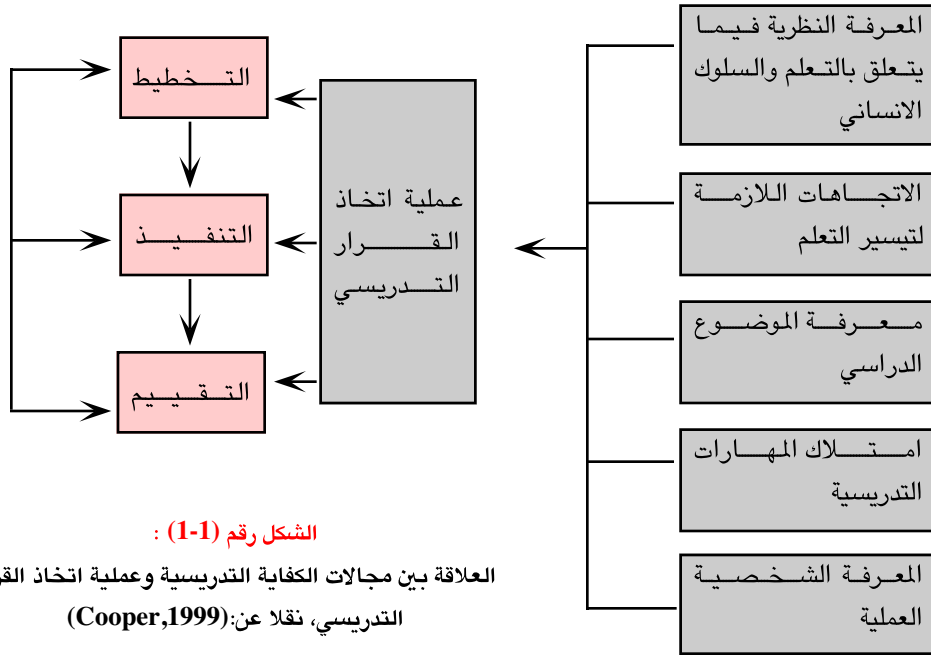 المعرفة النظرية فيما
يتعلق بالتعلم والسلوك
الانساني
الاتجاهات اللازمة
لتيسير التعلم
معرفة الموضوع
الدراسي
امتلاك المهارات
التدريسية
المعرفة الشخصية
العملية
عملية اتخاذ
القرار
التدريسي
التخطيط
التنفيذ
التقييم
الشكل رقم (1-1) :
العلاقة بين مجالات الكفاية التدريسية وعملية اتخاذ
التدريسي، نقلا عن:(Cooper,1999)